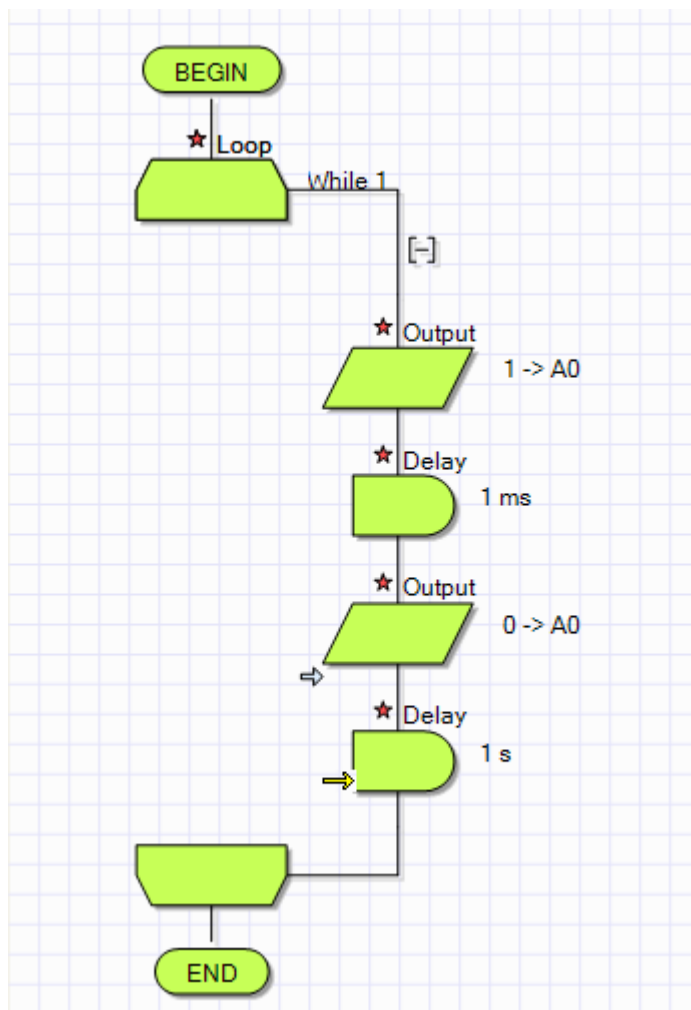 BEGIN
Loop
While 1
[-]
Output
1 -> A0
Delay
1 ms
Output
0 -> A0
Delay
1 s
END